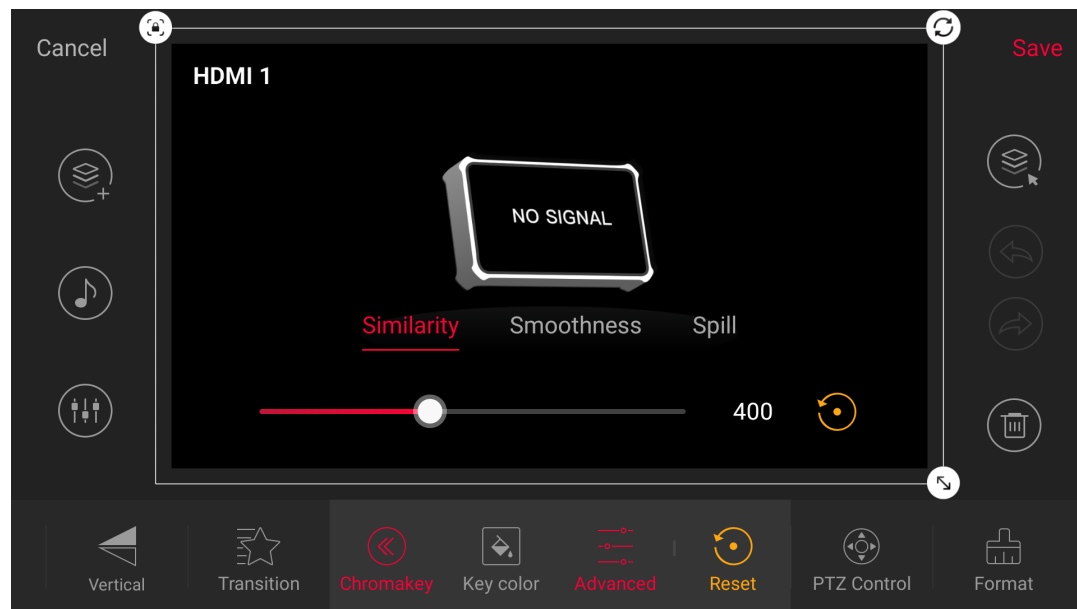 Cancel
Save
HDMI 1
NO SIGNAL
Similarity
Smoothness
Spill
400
Vertical
Transition
Chromakey
Key color
Advanced
Reset
PTZ Control
Format